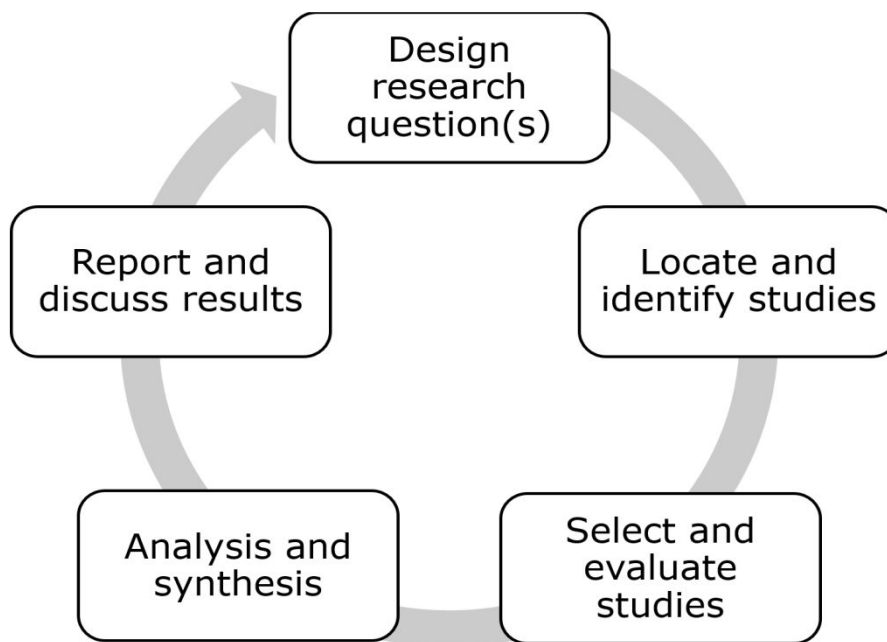 Design
research
question(s)
Locate and
identify studies
Select and
evaluate
studies
Analysis and
synthesis
Report and
discuss results